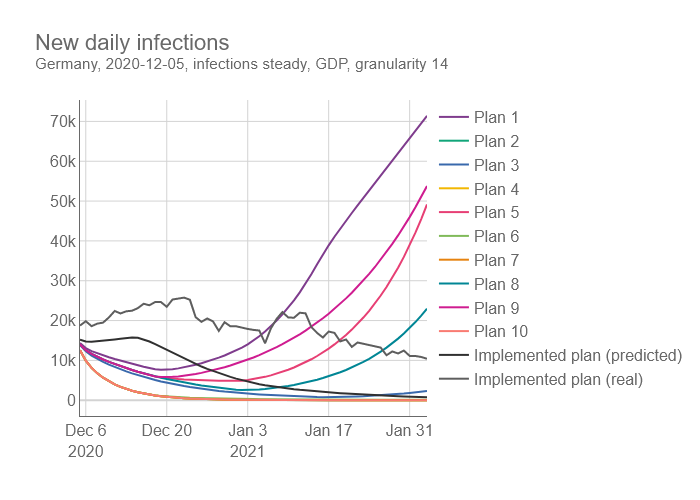 New daily infections
Germany, 2020-12-05, infections steady, GDP, granularity 14
70k
60k
50k
40k
30k
20k
10k
0
Dec 6
2020
Dec 20
Jan 3
2021
Jan 17
Jan 31
Plan 1
Plan 2
Plan 3
Plan 4
Plan 5
Plan 6
Plan 7
Plan 8
Plan 9
Plan 10
Implemented plan (predicted)
Implemented plan (real)